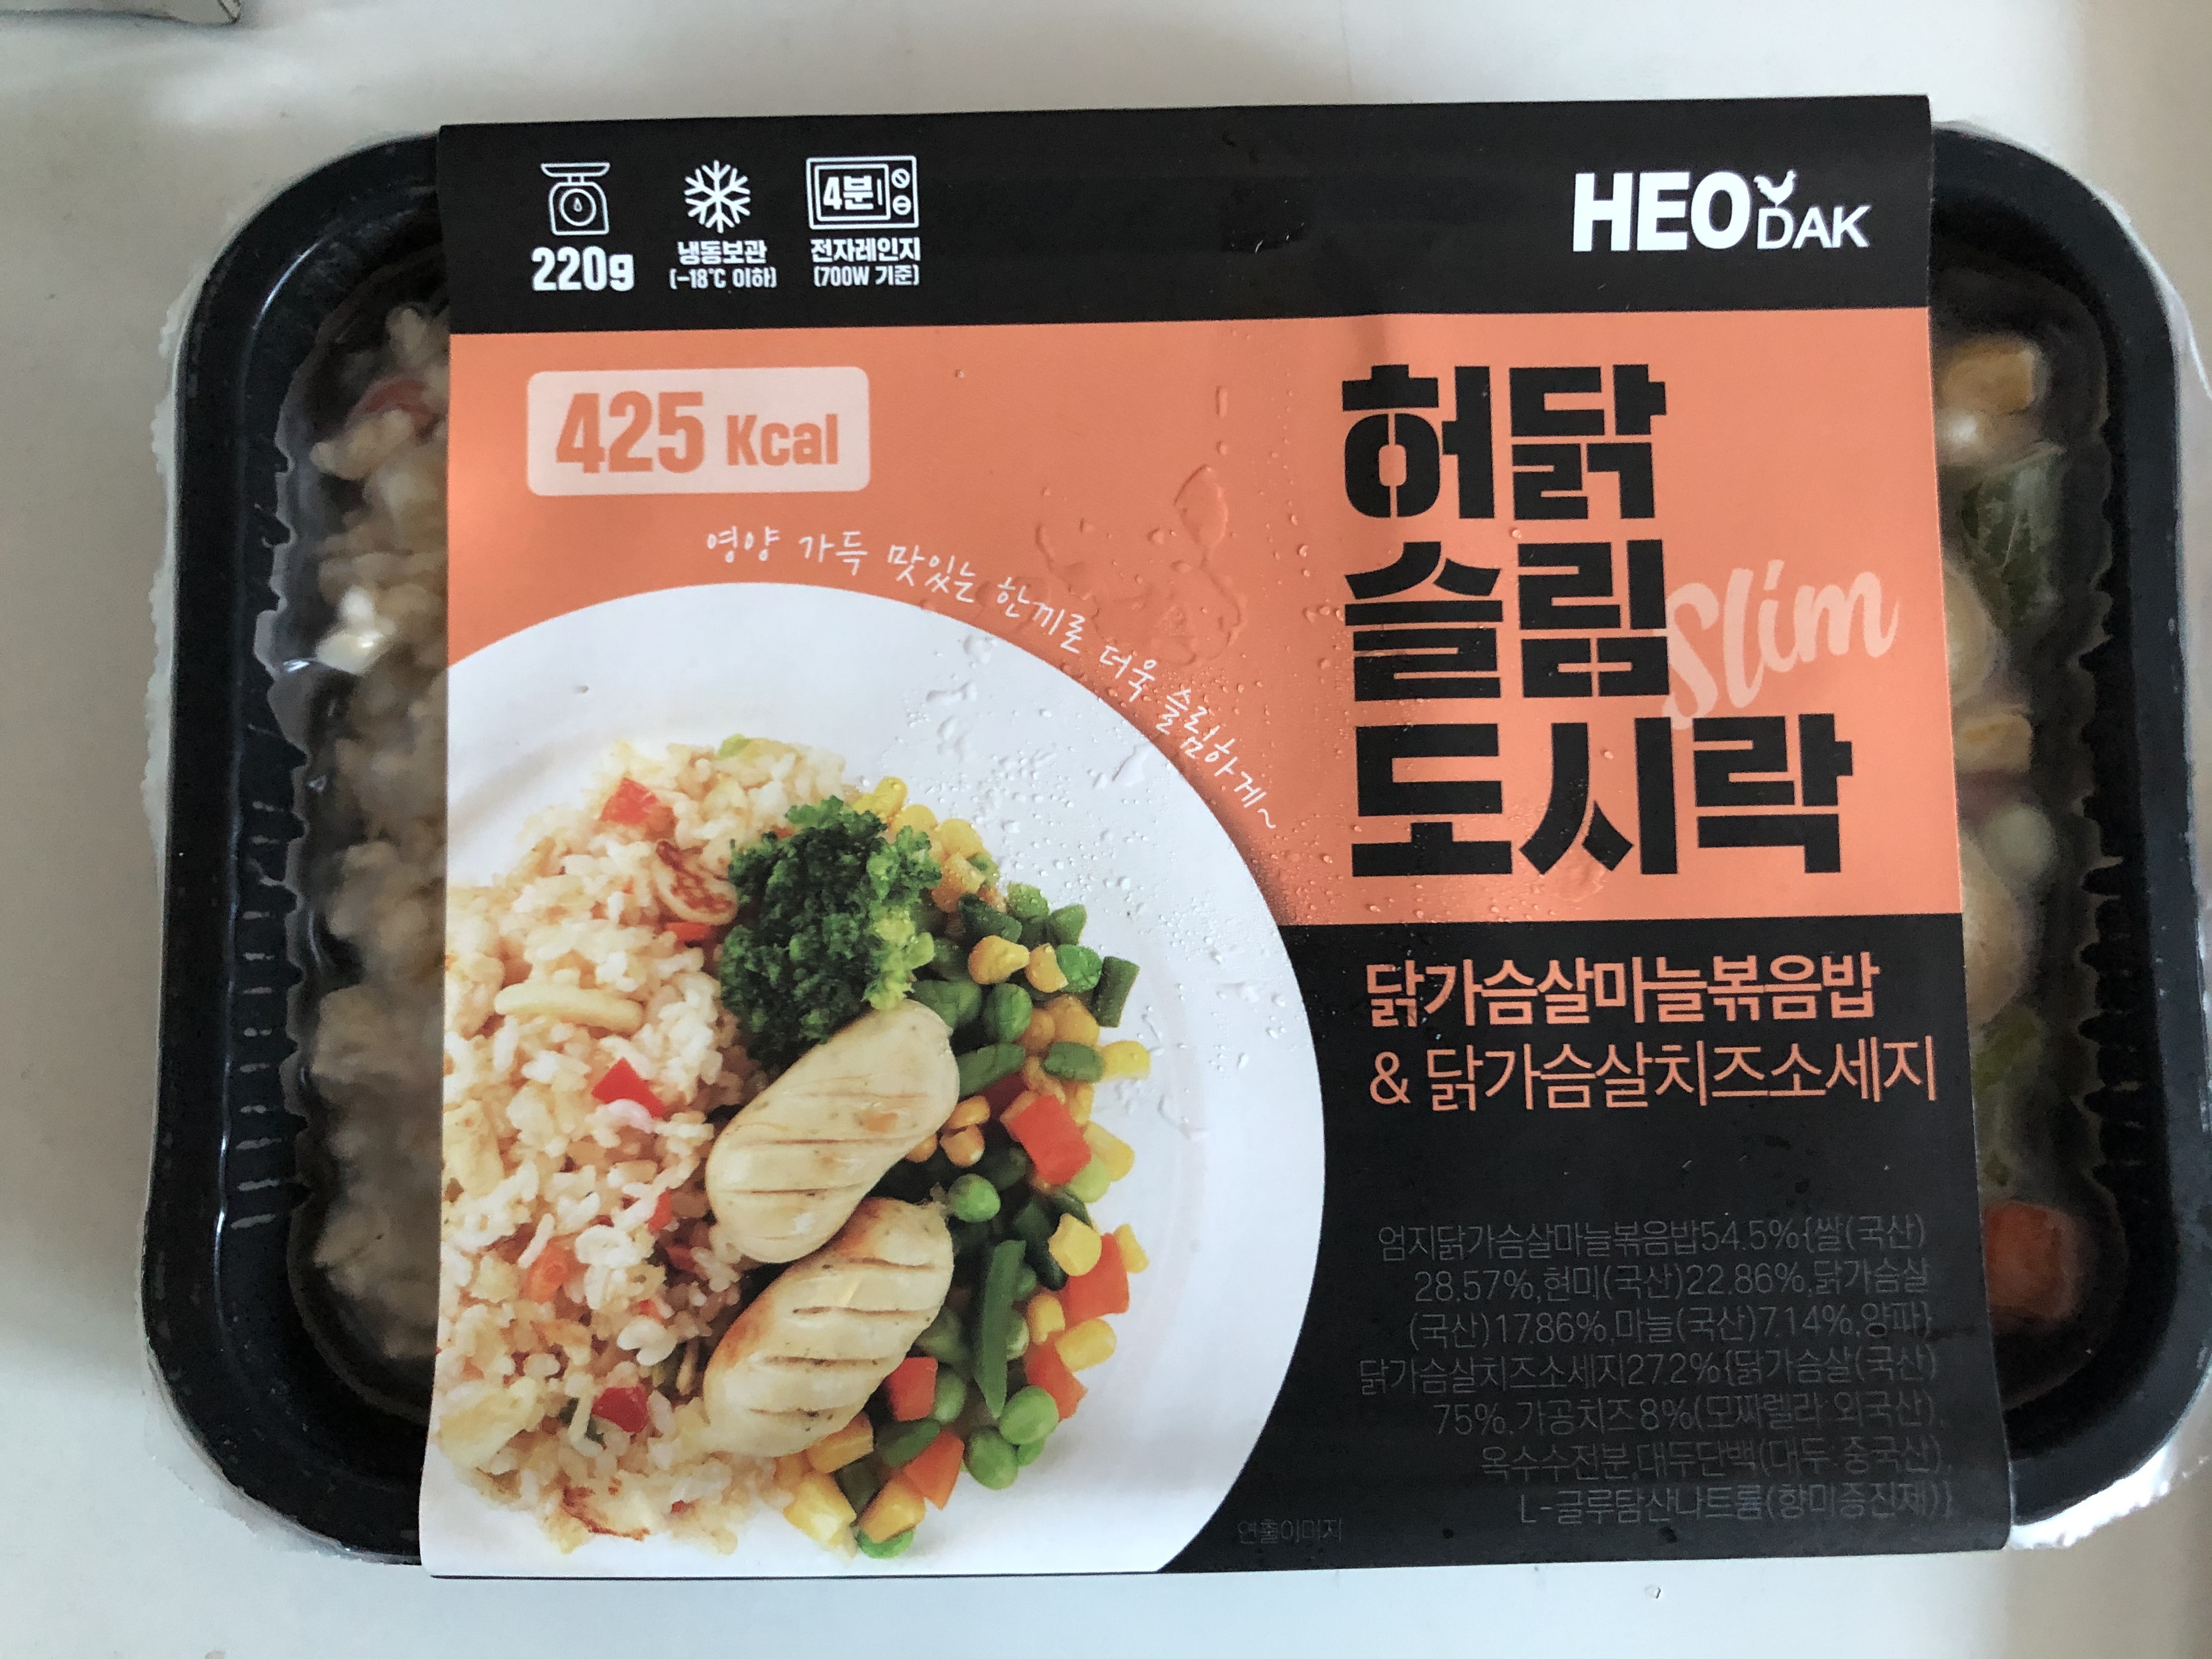 220g
냉동보관
(-18℃ 이하)
4분
전자레인지
(700W 기준)
HEO DAK
425 Kcal
영양 가득 맛있는 한끼로 더욱 슬림하게~
허닭
슬림
Slim
도시락
닭가슴살마늘볶음밥
& 닭가슴살치즈소세지
엄지닭가슴살마늘볶음밥54.5%{쌀(국산)
28.57%,현미(국산)22.86%,닭가슴살
(국산)17.86%,마늘(국산)7.14%,양파}
닭가슴살치즈소세지27.2%{닭가슴살(국산)
75%,가공치즈8%(모짜렐라:외국산),
옥수수전분,대두단백(대두:중국산),
L-글루탐산나트륨(향미증진제)}
연출이미지